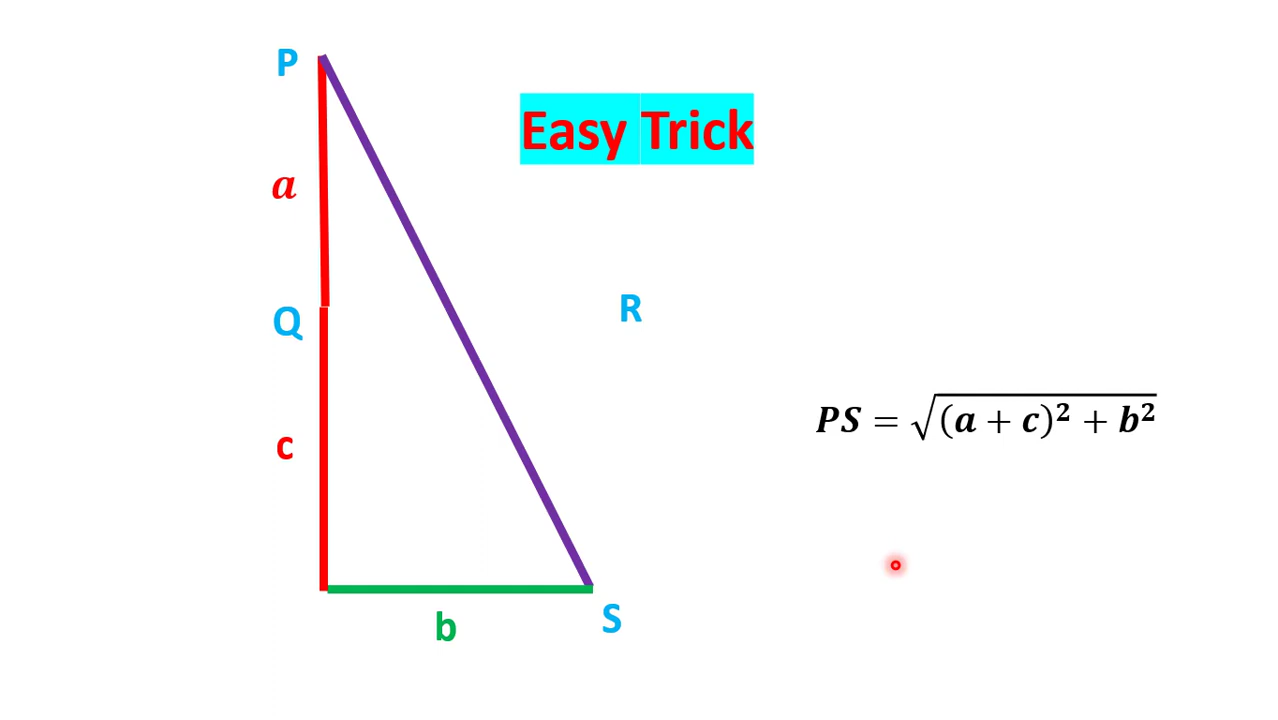 P
Easy Trick
a
Q
R
c
PS = √(a + c)² + b²
b
S